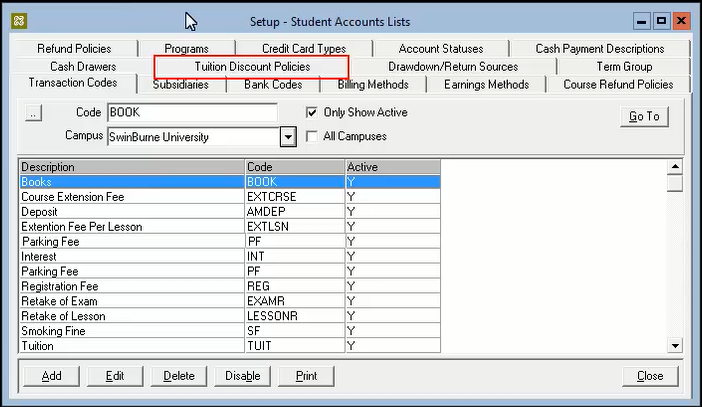 Setup - Student Accounts Lists
Refund Policies Programs Credit Card Types Account Statuses Cash Payment Descriptions
Cash Drawers Tuition Discount Policies Drawdown/Return Sources Term Group
Transaction Codes Subsidiaries Bank Codes Billing Methods Earnings Methods Course Refund Policies
.. Code BOOK Only Show Active Go To
Campus SwinBurne University All Campuses
Description Code Active
Books BOOK Y
Course Extension Fee EXTCRSE Y
Deposit AMDEP Y
Extention Fee Per Lesson EXTLSN Y
Parking Fee PF Y
Interest INT Y
Parking Fee PF Y
Registration Fee REG Y
Retake of Exam EXAMR Y
Retake of Lesson LESSONR Y
Smoking Fine SF Y
Tuition TUIT Y
Add Edit Delete Disable Print Close